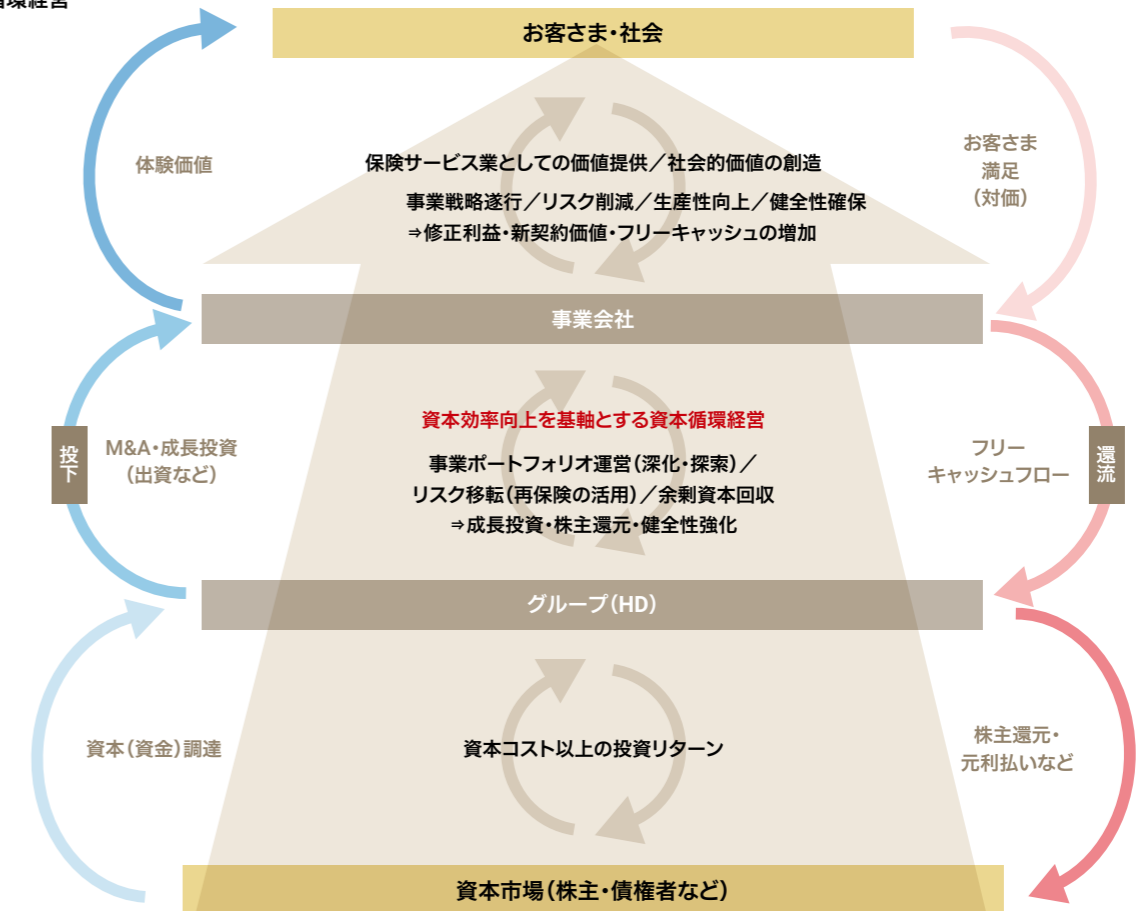 循環経営
お客さま・社会
体験価値
保険サービス業としての価値提供／社会的価値の創造
事業戦略遂行／リスク削減／生産性向上／健全性確保
⇒修正利益・新契約価値・フリーキャッシュの増加
お客さま
満足
（対価）
事業会社
投下
M&A・成長投資
（出資など）
資本効率向上を基軸とする資本循環経営
事業ポートフォリオ運営（深化・探索）／
リスク移転（再保険の活用）／余剰資本回収
⇒成長投資・株主還元・健全性強化
フリー
キャッシュフロー
還流
グループ（HD）
資本（資金）調達
資本コスト以上の投資リターン
株主還元・
元利払いなど
資本市場（株主・債権者など）